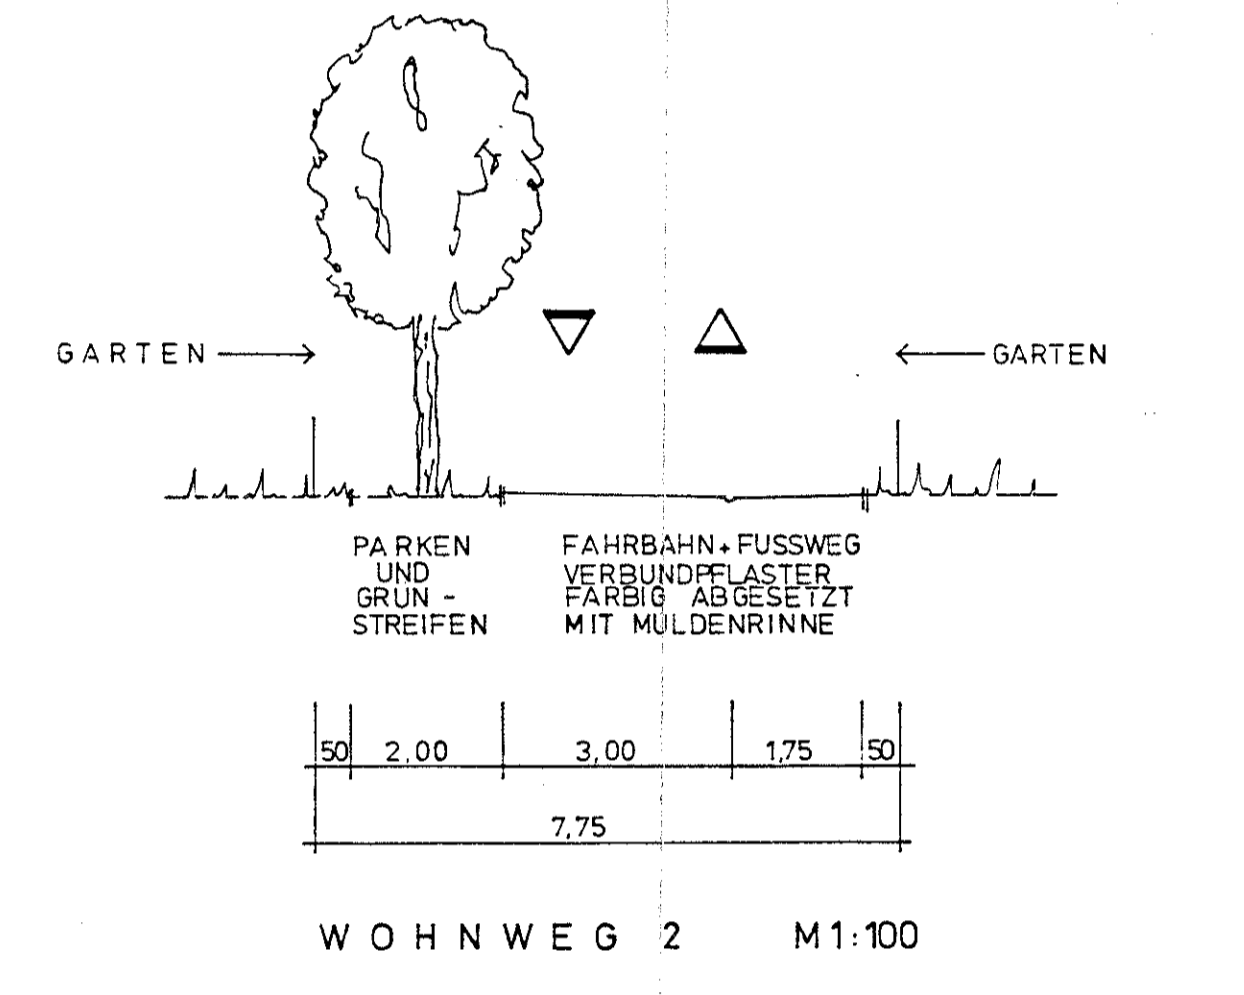 GARTEN
GARTEN
PARKEN
UND
GRÜN -
STREIFEN
FAHRBAHN + FUSSWEG
VERBUNDPFLASTER
FARBIG ABGESETZT
MIT MULDENRINNE
50 2,00 3,00 1,75 50
7,75
WOHNWEG 2 M 1:100